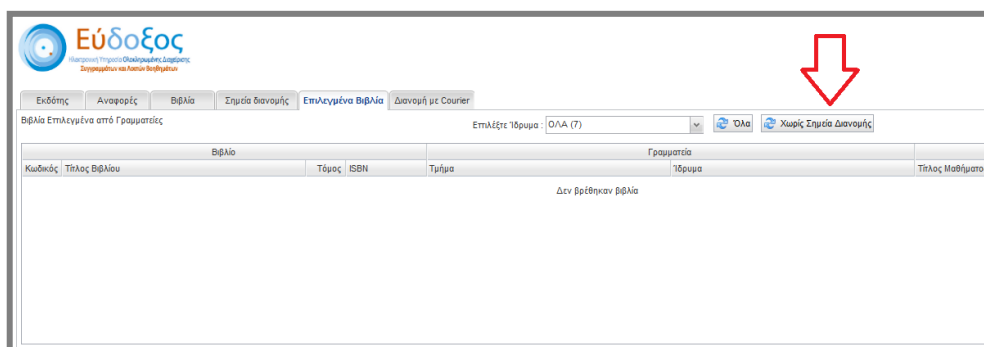 Εύδοξος
Ηλεκτρονική Υπηρεσία Ολοκληρωμένης Διαχείρισης
Συγγραμμάτων και Λοιπών Βοηθημάτων
Εκδότης Αναφορές Βιβλία Σημεία διανομής Επιλεγμένα Βιβλία Διανομή με Courier
Βιβλία Επιλεγμένα από Γραμματείες Επιλέξτε Ίδρυμα : ΟΛΑ (7) Όλα Χωρίς Σημεία Διανομής
Βιβλίο Γραμματεία
Κωδικός Τίτλος Βιβλίου Τόμος ISBN Τμήμα Ίδρυμα Τίτλος Μαθήματο
Δεν βρέθηκαν βιβλία